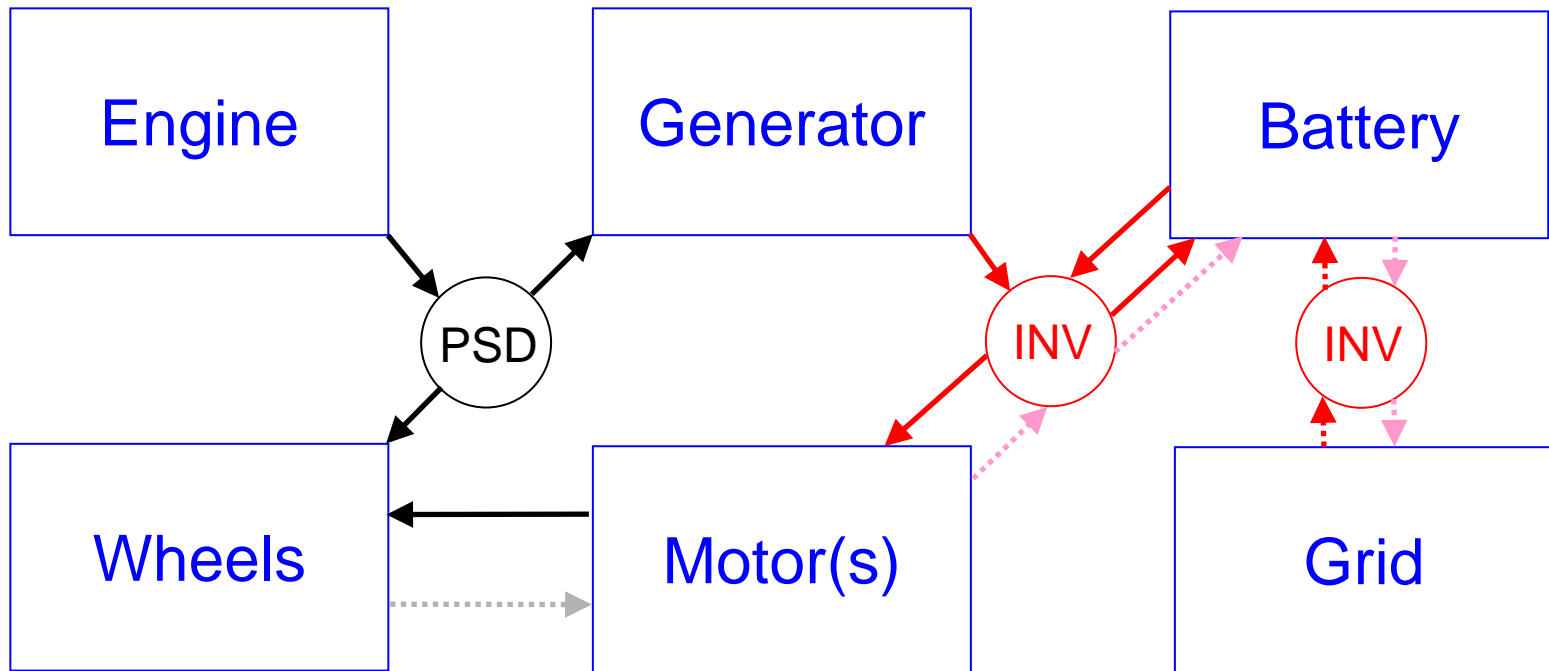 Engine
Generator
Battery
PSD
INV
INV
Wheels
Motor(s)
Grid